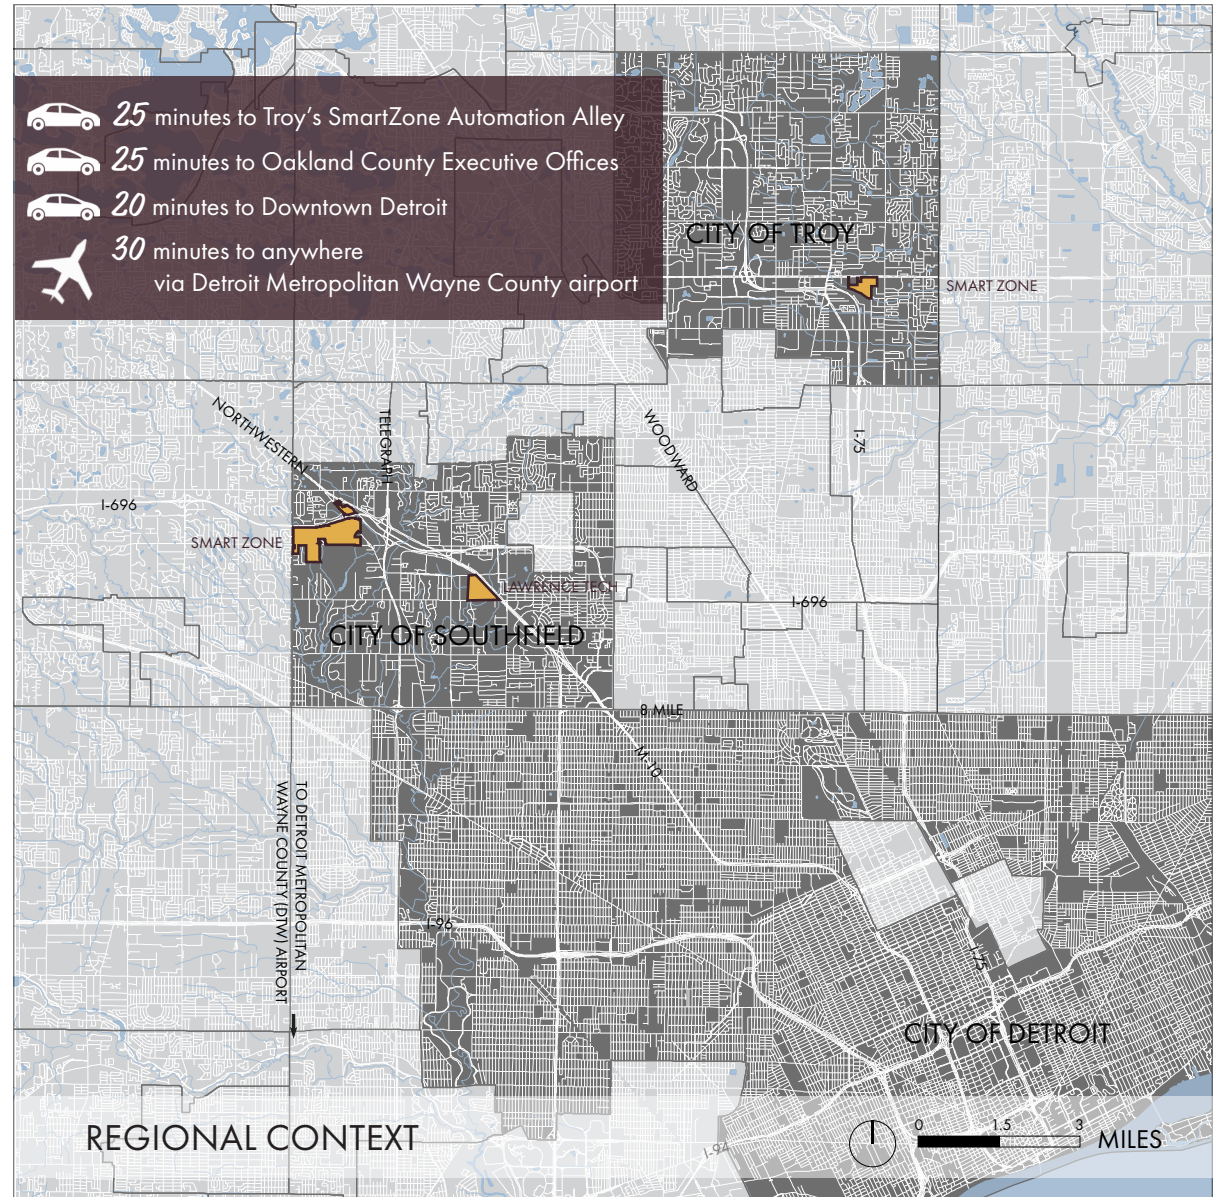 25 minutes to Troy's SmartZone Automation Alley
25 minutes to Oakland County Executive Offices
20 minutes to Downtown Detroit
30 minutes to anywhere
via Detroit Metropolitan Wayne County airport
CITY OF TROY
SMART ZONE
NORTHWESTERN
TELEGRAPH
WOODWARD
I-75
I-696
SMART ZONE
LAWRENCE TECH
I-696
CITY OF SOUTHFIELD
8 MILE
M-10
TO DETROIT METROPOLITAN
WAYNE COUNTY (DTW) AIRPORT
I-96
I-75
CITY OF DETROIT
REGIONAL CONTEXT
I-94
0 1.5 3 MILES